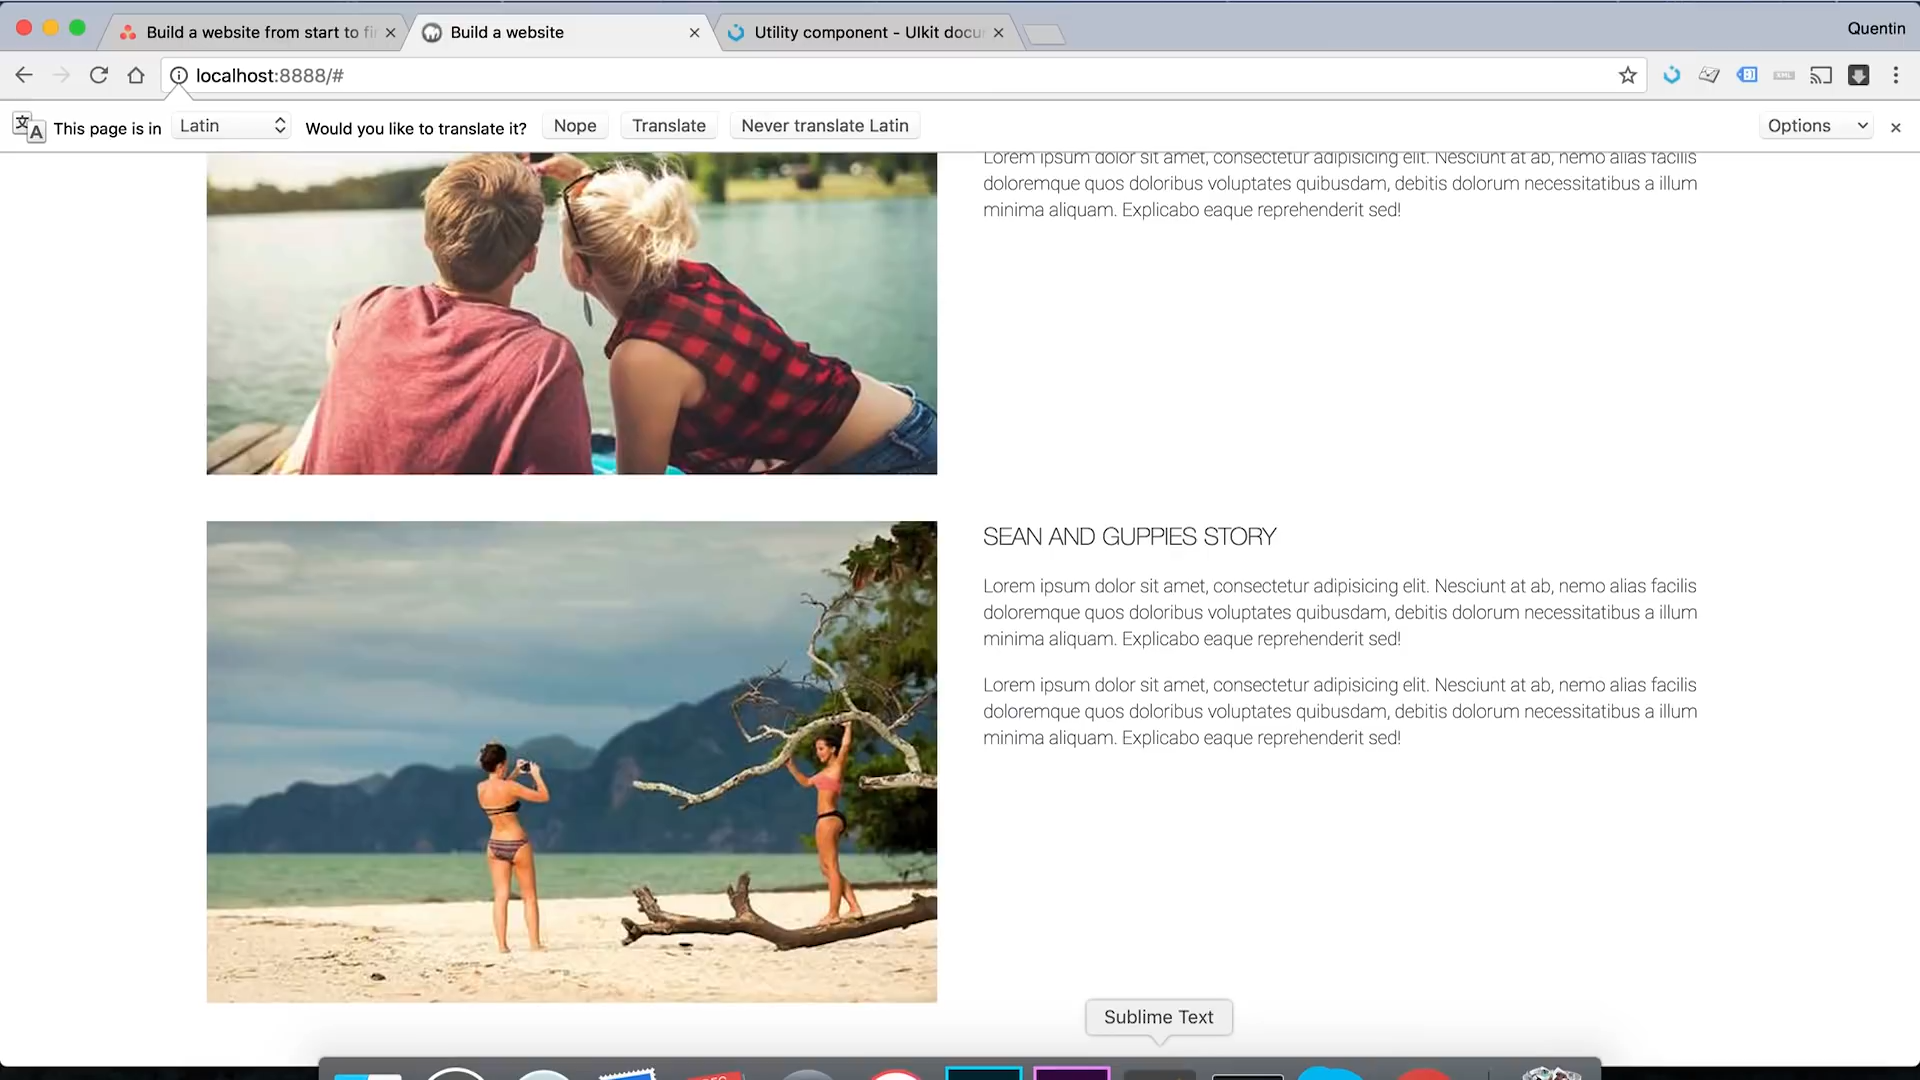 Build a website from start to fi
Build a website
Utility component - UIkit docu
Quentin
localhost:8888/#
This page is in
Latin
Would you like to translate it?
Nope
Translate
Never translate Latin
Options
Lorem ipsum dolor sit amet, consectetur adipisicing elit. Nesciunt at ab, nemo alias facilis
doloremque quos doloribus voluptates quibusdam, debitis dolorum necessitatibus a illum
minima aliquam. Explicabo eaque reprehenderit sed!
SEAN AND GUPPIES STORY
Lorem ipsum dolor sit amet, consectetur adipisicing elit. Nesciunt at ab, nemo alias facilis
doloremque quos doloribus voluptates quibusdam, debitis dolorum necessitatibus a illum
minima aliquam. Explicabo eaque reprehenderit sed!
Lorem ipsum dolor sit amet, consectetur adipisicing elit. Nesciunt at ab, nemo alias facilis
doloremque quos doloribus voluptates quibusdam, debitis dolorum necessitatibus a illum
minima aliquam. Explicabo eaque reprehenderit sed!
Sublime Text